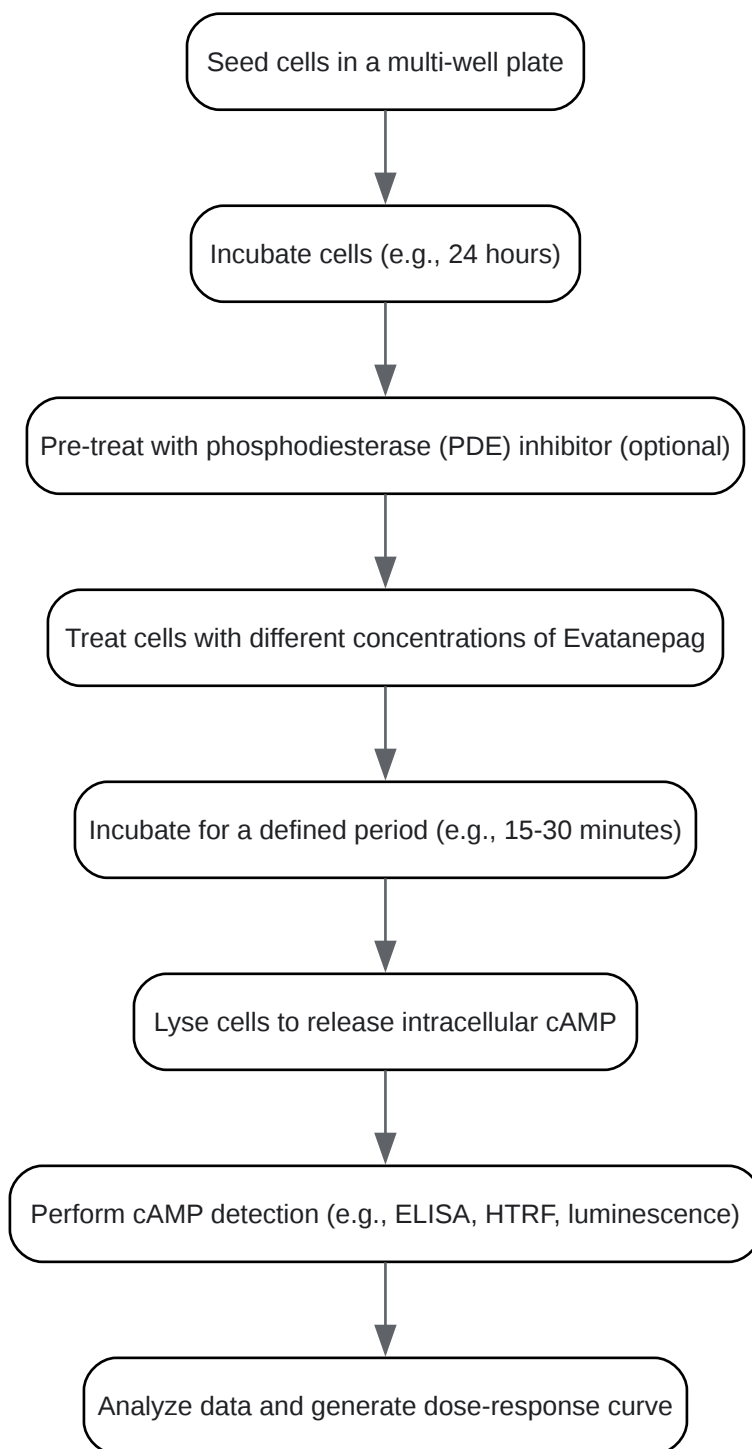 Seed cells in a multi-well plate
Incubate cells (e.g., 24 hours)
Pre-treat with phosphodiesterase (PDE) inhibitor (optional)
Treat cells with different concentrations of Evatanepag
Incubate for a defined period (e.g., 15-30 minutes)
Lyse cells to release intracellular cAMP
Perform cAMP detection (e.g., ELISA, HTRF, luminescence)
Analyze data and generate dose-response curve